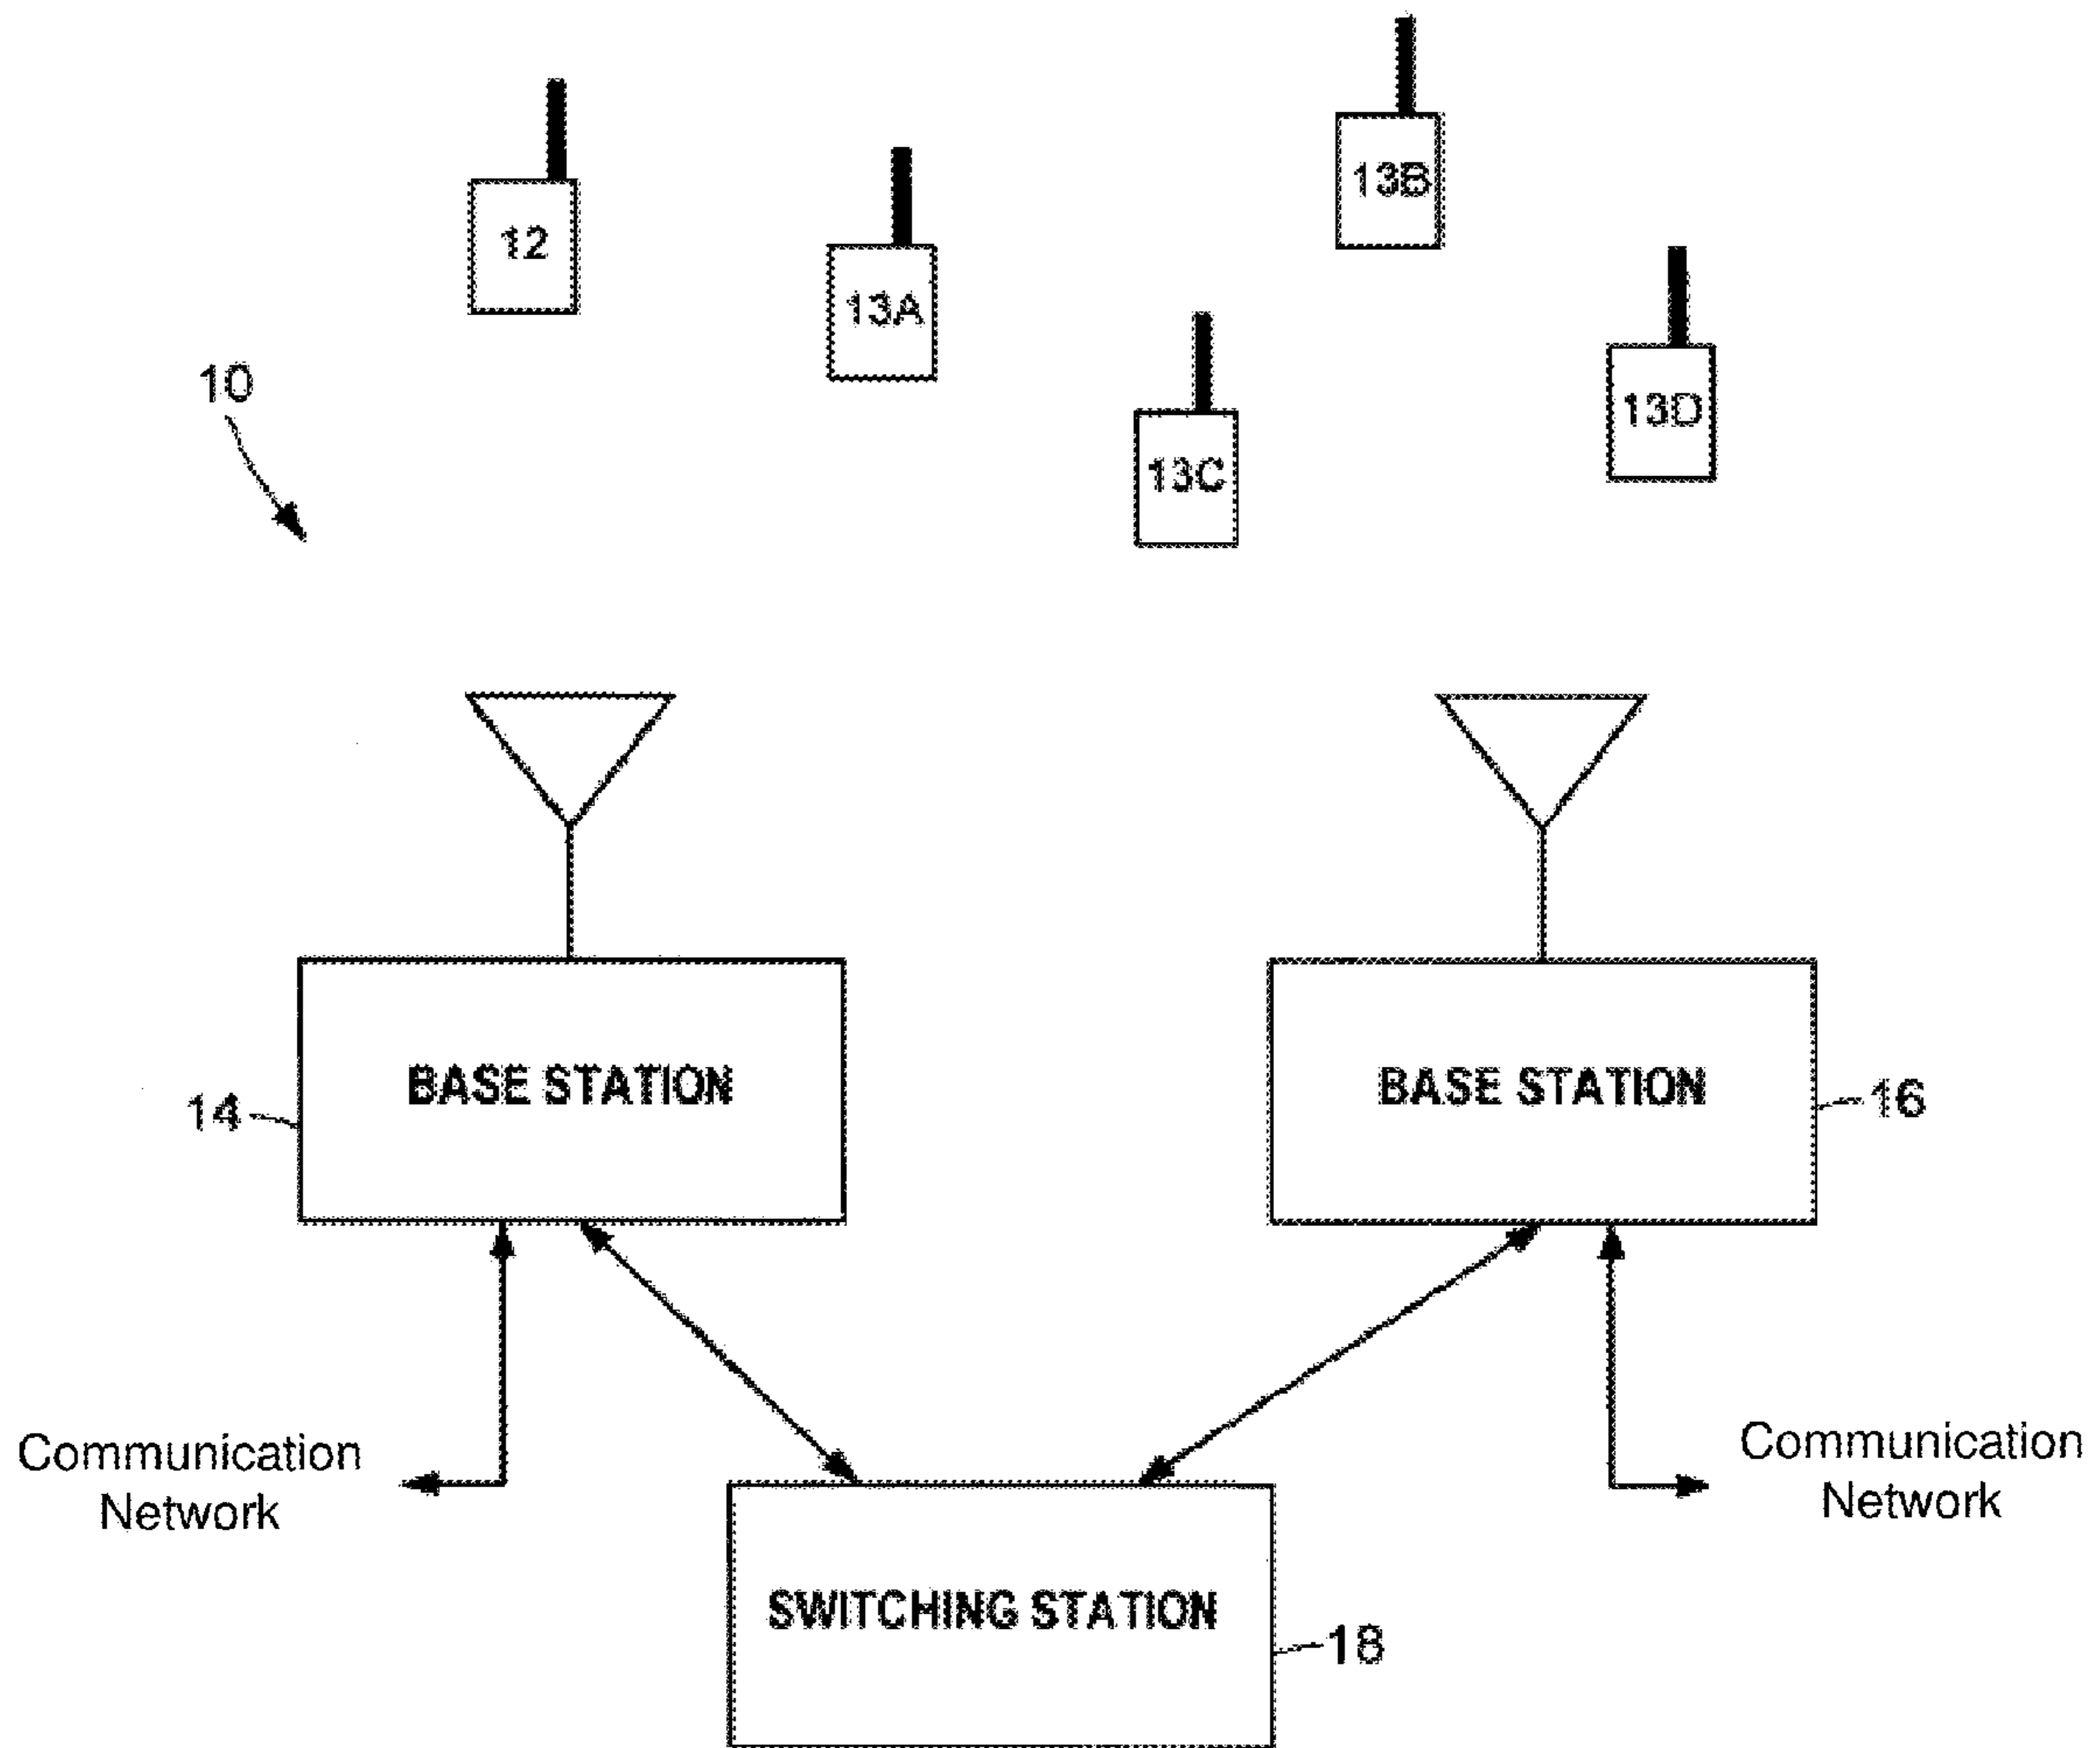 13B
12
13A
10
13D
13C
BASE STATION
BASE STATION
14
16
Communication
Network
Communication
Network
SWITCHING STATION
18